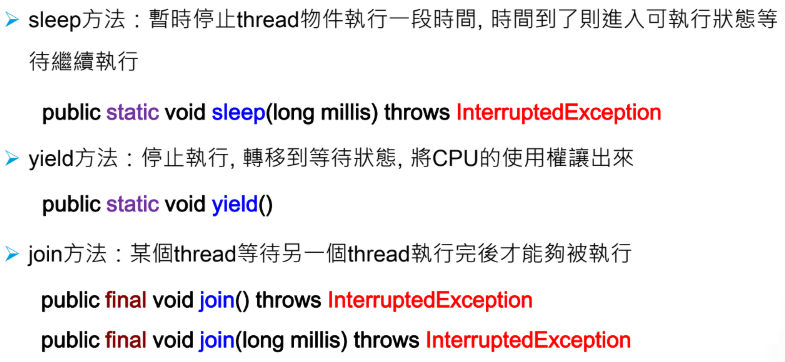 ➤ sleep方法：暫時停止thread物件執行一段時間, 時間到了則進入可執行狀態等
待繼續執行
public static void sleep(long millis) throws InterruptedException
➤ yield方法：停止執行, 轉移到等待狀態, 將CPU的使用權讓出來
public static void yield()
➤ join方法：某個thread等待另一個thread執行完後才能夠被執行
public final void join() throws InterruptedException
public final void join(long millis) throws InterruptedException